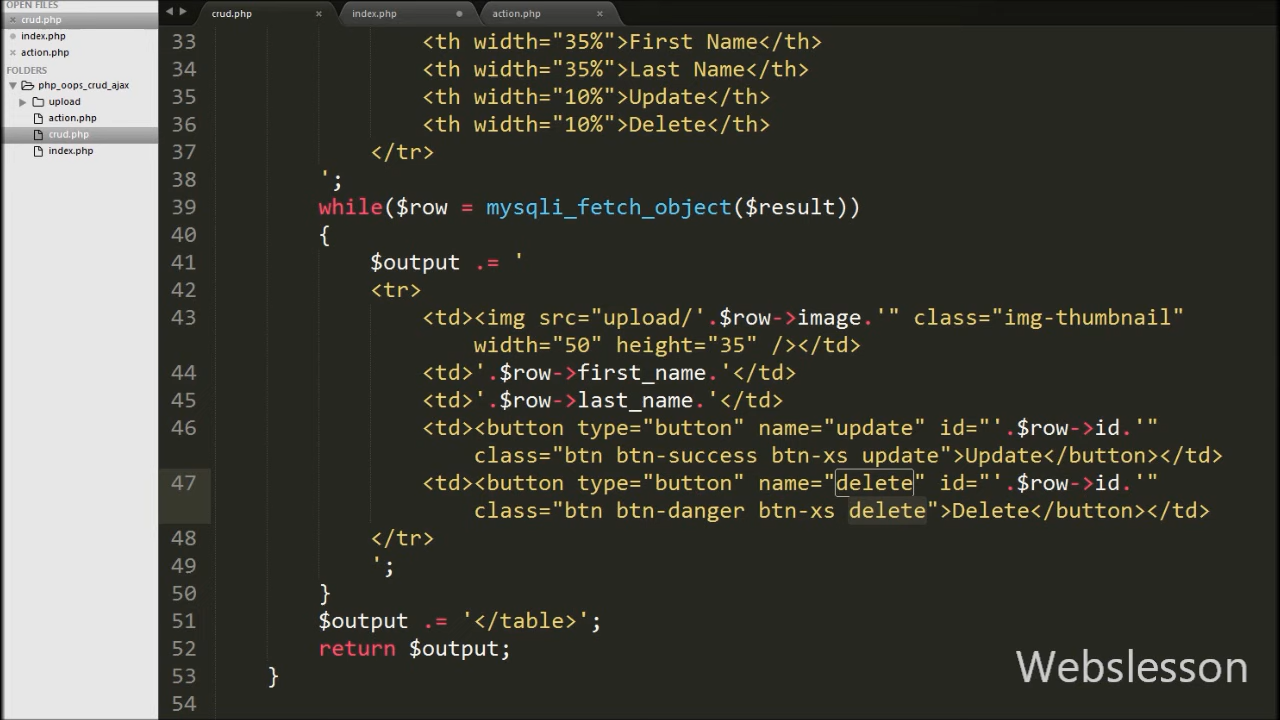 OPEN FILES
crud.php
index.php
action.php
FOLDERS
php_oops_crud_ajax
upload
action.php
crud.php
index.php
crud.php index.php action.php
33 <th width="35%">First Name</th>
34 <th width="35%">Last Name</th>
35 <th width="10%">Update</th>
36 <th width="10%">Delete</th>
37 </tr>
38 ';
39 while($row = mysqli_fetch_object($result))
40 {
41 $output .= '
42 <tr>
43 <td><img src="upload/'.$row->image.'" class="img-thumbnail"
width="50" height="35" /></td>
44 <td>'.$row->first_name.'</td>
45 <td>'.$row->last_name.'</td>
46 <td><button type="button" name="update" id="'.$row->id.'"
class="btn btn-success btn-xs update">Update</button></td>
47 <td><button type="button" name="delete" id="'.$row->id.'"
class="btn btn-danger btn-xs delete">Delete</button></td>
48 </tr>
49 ';
50 }
51 $output .= '</table>';
52 return $output;
53 }
54
Webslesson